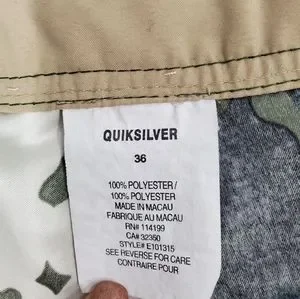 QUIKSILVER
36
100% POLYESTER /
100% POLYESTER
MADE IN MACAU
FABRIQUE AU MACAU
RN# 114199
CA# 32350
STYLE# E101315
SEE REVERSE FOR CARE
CONTRAIRE POUR